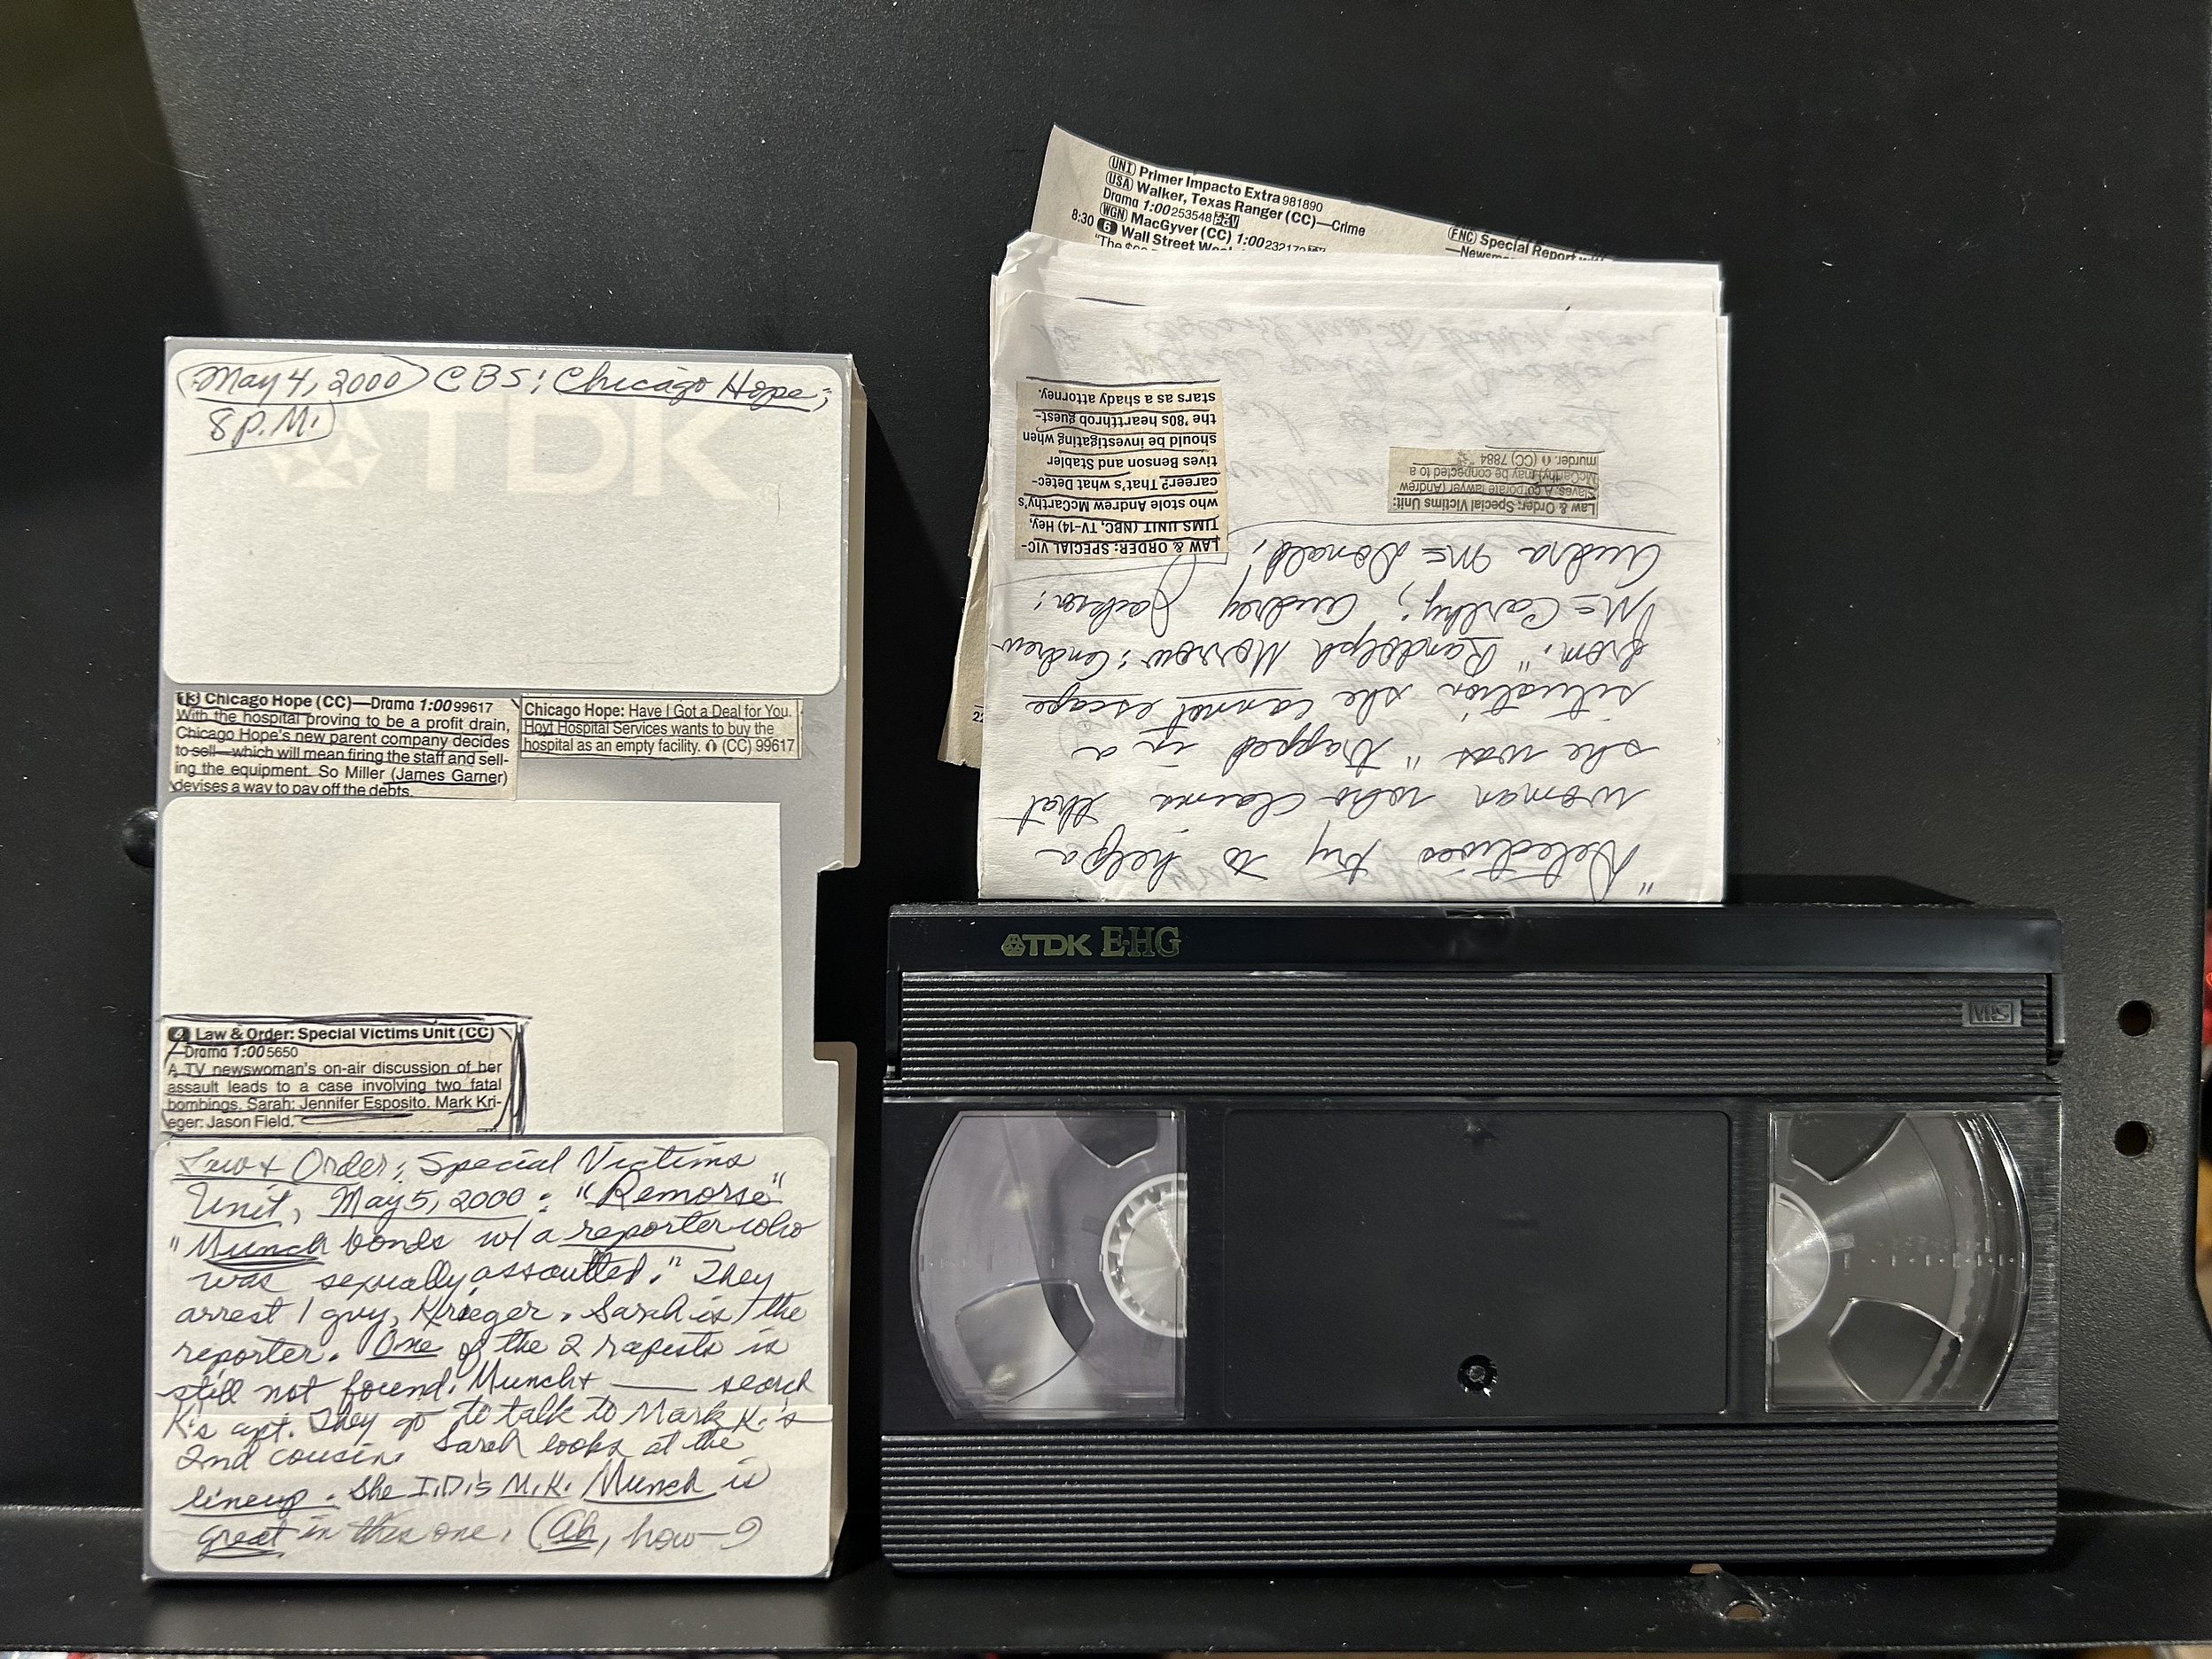 May 4, 2000 CBS: Chicago Hope;
8 P.M.
TDK
13 Chicago Hope (CC)—Drama 1:00 99617
With the hospital proving to be a profit drain,
Chicago Hope's new parent company decides
to sell—which will mean firing the staff and sell-
ing the equipment. So Miller (James Garner)
devises a way to pay off the debts.
Chicago Hope: Have I Got a Deal for You.
Hoyt Hospital Services wants to buy the
hospital as an empty facility. (CC) 99617
4 Law & Order: Special Victims Unit (CC)
—Drama 1:00 5650
A TV newswoman's on-air discussion of her
assault leads to a case involving two fatal
bombings. Sarah: Jennifer Esposito. Mark Kri-
eger: Jason Field.
Law & Order: Special Victims
Unit, May 5, 2000: "Remorse"
"Munch bonds w/ a reporter who
was sexually assaulted." They
arrest 1 guy, Krieger. Sarah is the
reporter. One of the 2 rapists is
still not found. Munch & ____ search
K's apt. They go to talk to Mark K.'s
2nd cousin. Sarah looks at the
lineup. She I.D.'s M.K. Munch is
great in this one. (Ah, how—
UNI Primer Impacto Extra 981890
USA Walker, Texas Ranger (CC)—Crime
Drama 1:00 253548
WGN MacGyver (CC) 1:00 232172
8:30 6 Wall Street Week
"The $
FNC Special Report
—Newsm
22
"Detectives try to help a
woman who claims that
she was "trapped in a
situation she cannot escape
from." Randolph Morrow: Andrew
McCarthy; Audrey Jackson:
Audra McDonald.
Law & Order: Special Victims Unit:
Slaves. A corporate lawyer (Andrew
McCarthy) may be connected to a
murder. (CC) 7884
LAW & ORDER: SPECIAL VIC-
TIMS UNIT (NBC, TV-14) Hey,
who stole Andrew McCarthy's
career? That's what Detec-
tives Benson and Stabler
should be investigating when
the '80s heartthrob guest-
stars as a shady attorney.
TDK E-HG
VHS